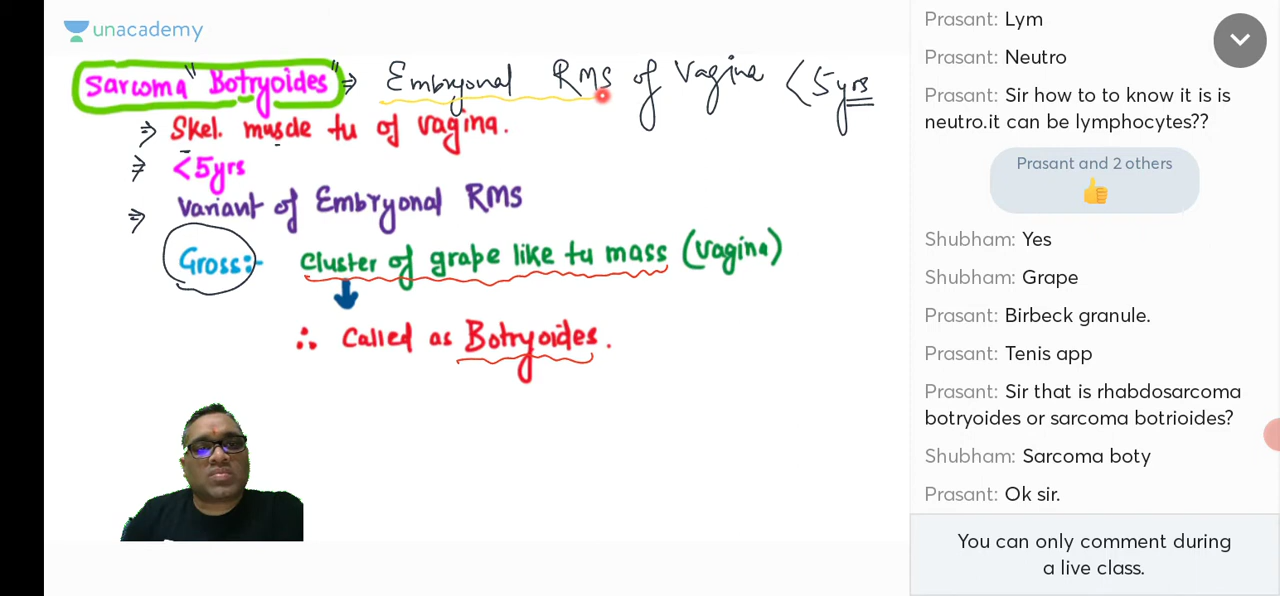 unacademy
Sarcoma "Botryoides" ⇒ Embryonal RMS of Vagina <5yrs
⇒ Skel. muscle tu of vagina.
⇒ <5yrs
⇒ Variant of Embryonal RMS
Gross:- Cluster of grape like tu mass (vagina)
↓
∴ Called as Botryoides.
Prasant: Lym
Prasant: Neutro
Prasant: Sir how to to know it is is
neutro.it can be lymphocytes??
Prasant and 2 others
👍
Shubham: Yes
Shubham: Grape
Prasant: Birbeck granule.
Prasant: Tenis app
Prasant: Sir that is rhabdosarcoma
botryoides or sarcoma botrioides?
Shubham: Sarcoma boty
Prasant: Ok sir.
You can only comment during
a live class.